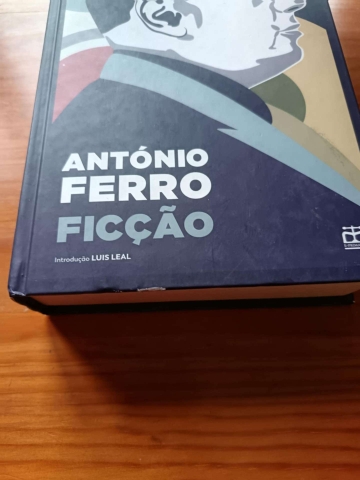 ANTÓNIO
FERRO
FICÇÃO
Introdução LUIS LEAL